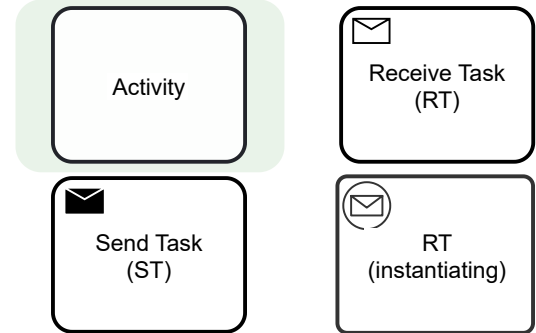 Activity
Receive Task
(RT)
Send Task
(ST)
RT
(instantiating)